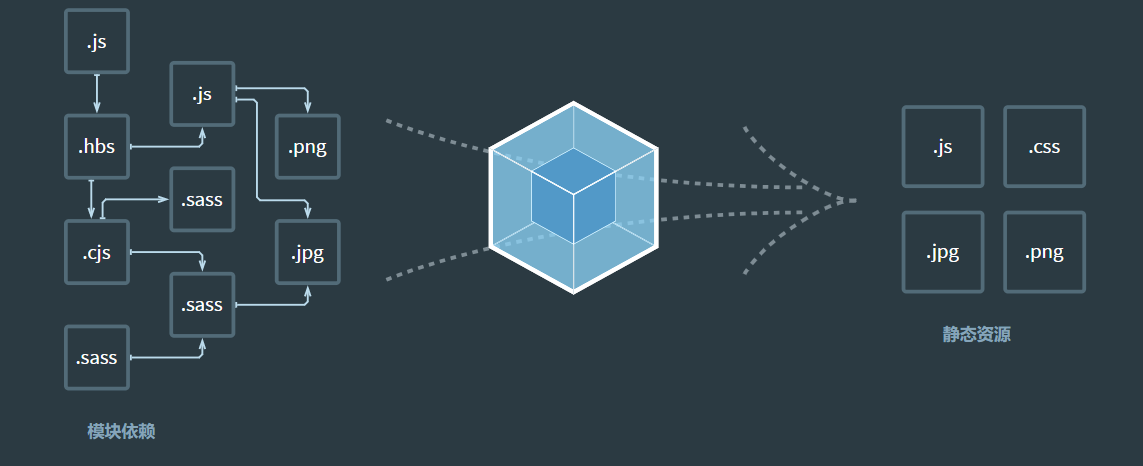 .js
.js
.hbs
.png
.sass
.cjs
.jpg
.sass
.sass
模块依赖
.js
.css
.jpg
.png
静态资源